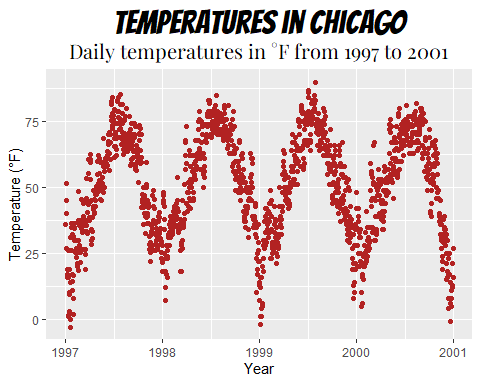 TEMPERATURES IN CHICAGO
Daily temperatures in °F from 1997 to 2001
Temperature (°F)
75
50
25
0
1997 1998 1999 2000 2001
Year